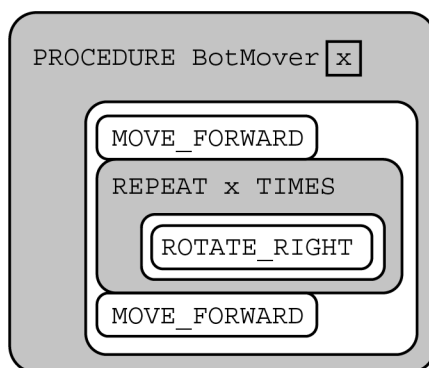 PROCEDURE BotMover x
MOVE_FORWARD
REPEAT x TIMES
ROTATE_RIGHT
MOVE_FORWARD